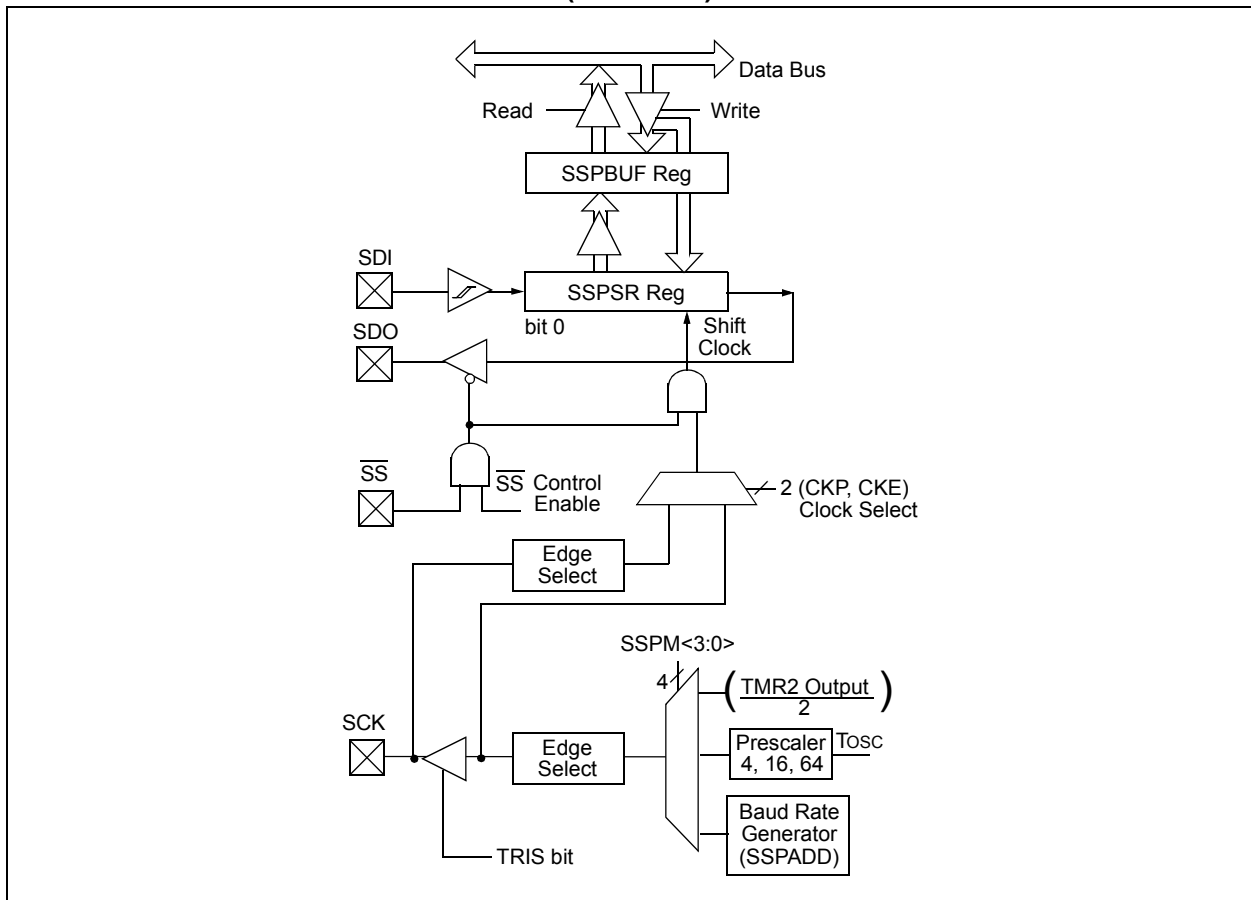 Data Bus
Read
Write
SSPBUF Reg
SDI
SSPSR Reg
bit 0
Shift
Clock
SDO
SS
SS Control
Enable
2 (CKP, CKE)
Clock Select
Edge
Select
SSPM<3:0>
4
(TMR2 Output)
2
SCK
Edge
Select
Prescaler
4, 16, 64
TOSC
Baud Rate
Generator
(SSPADD)
TRIS bit